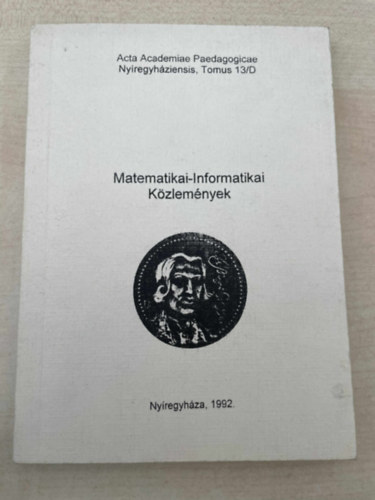 Acta Academiae Paedagogicae
Nyíregyháziensis, Tomus 13/D
Matematikai-Informatikai
Közlemények
Nyíregyháza, 1992.